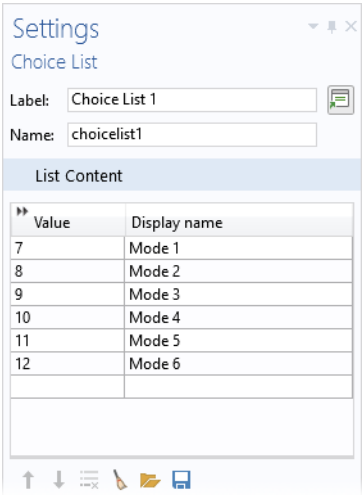 Settings
Choice List
Label: Choice List 1
Name: choicelist1
List Content
Value Display name
7 Mode 1
8 Mode 2
9 Mode 3
10 Mode 4
11 Mode 5
12 Mode 6